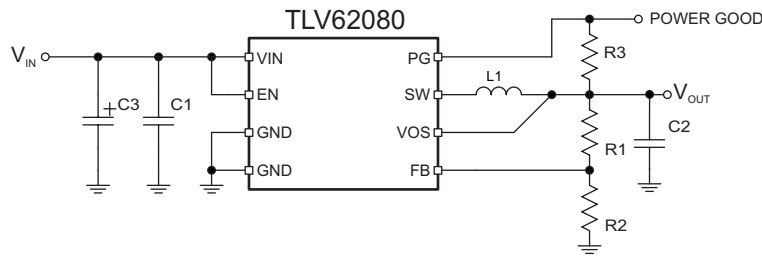 TLV62080
POWER GOOD
VIN
VIN
PG
R3
EN
SW
L1
VOUT
+C3
C1
GND
VOS
R1
C2
GND
FB
R2